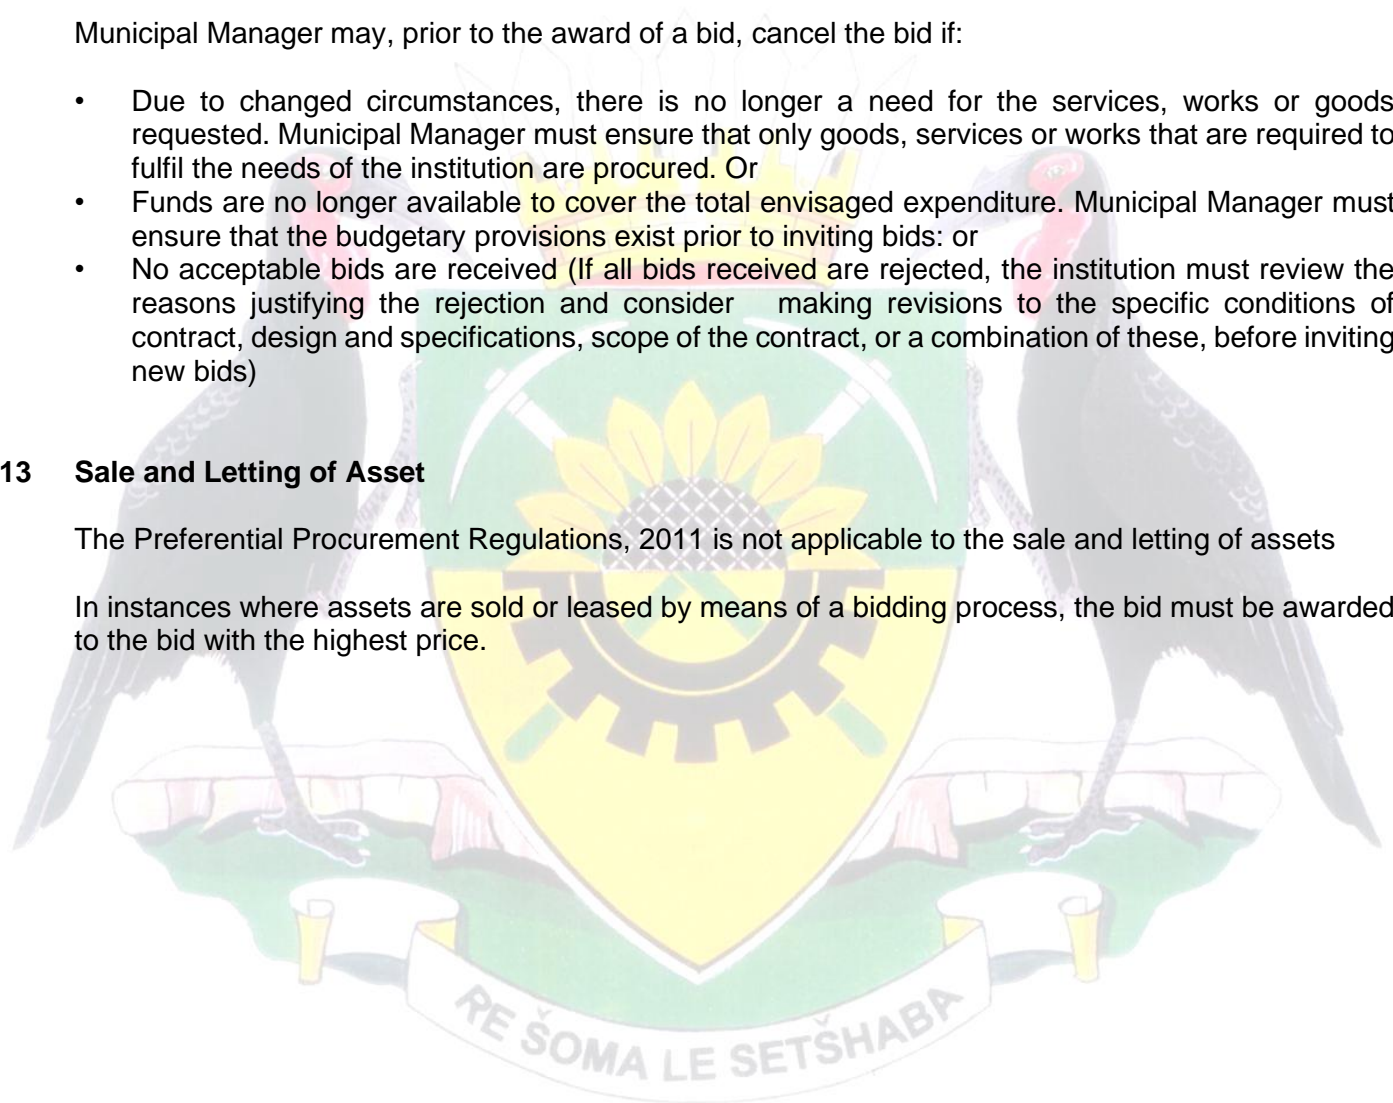 Municipal Manager may, prior to the award of a bid, cancel the bid if:
• Due to changed circumstances, there is no longer a need for the services, works or goods
requested. Municipal Manager must ensure that only goods, services or works that are required to
fulfil the needs of the institution are procured. Or
• Funds are no longer available to cover the total envisaged expenditure. Municipal Manager must
ensure that the budgetary provisions exist prior to inviting bids: or
• No acceptable bids are received (If all bids received are rejected, the institution must review the
reasons justifying the rejection and consider making revisions to the specific conditions of
contract, design and specifications, scope of the contract, or a combination of these, before inviting
new bids)
13 Sale and Letting of Asset
The Preferential Procurement Regulations, 2011 is not applicable to the sale and letting of assets
In instances where assets are sold or leased by means of a bidding process, the bid must be awarded
to the bid with the highest price.
RE ŠOMA LE SETŠHABA